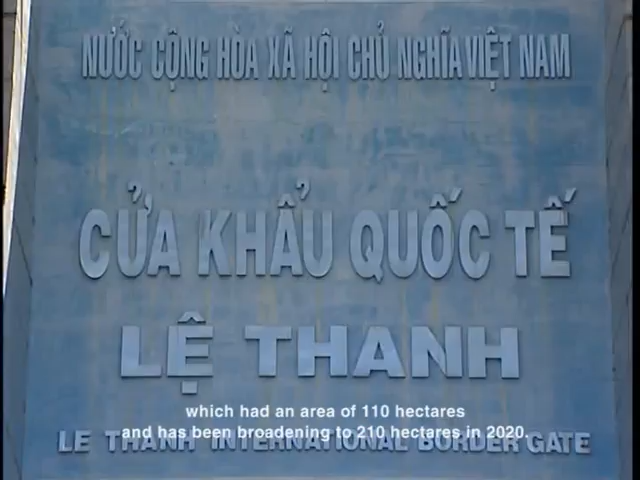 NƯỚC CỘNG HÒA XÃ HỘI CHỦ NGHĨA VIỆT NAM
CỬA KHẨU QUỐC TẾ
LỆ THANH
which had an area of 110 hectares
and has been broadening to 210 hectares in 2020.
LE THANH INTERNATIONAL BORDER GATE